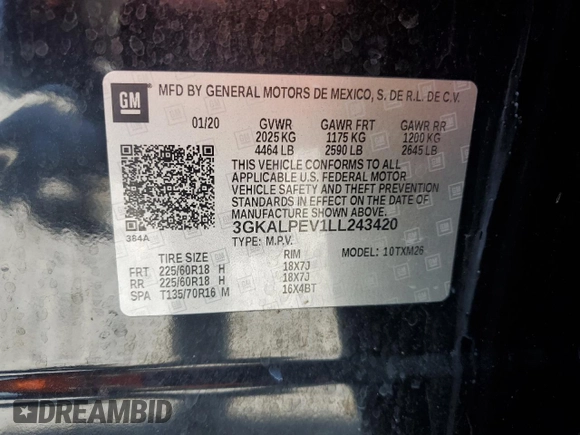 GM
MFD BY GENERAL MOTORS DE MEXICO, S. DE R.L. DE C.V.
01/20 GVWR GAWR FRT GAWR RR
2025 KG 1175 KG 1200 KG
4464 LB 2590 LB 2645 LB
THIS VEHICLE CONFORMS TO ALL
APPLICABLE U.S. FEDERAL MOTOR
VEHICLE SAFETY AND THEFT PREVENTION
STANDARDS IN EFFECT ON THE DATE OF
MANUFACTURE SHOWN ABOVE.
384A
3GKALPEV1LL243420
TYPE: M.P.V. MODEL: 10TXM26
TIRE SIZE RIM
FRT 225/60R18 H 18X7J
RR 225/60R18 H 18X7J
SPA T135/70R16 M 16X4BT
DREAMBID